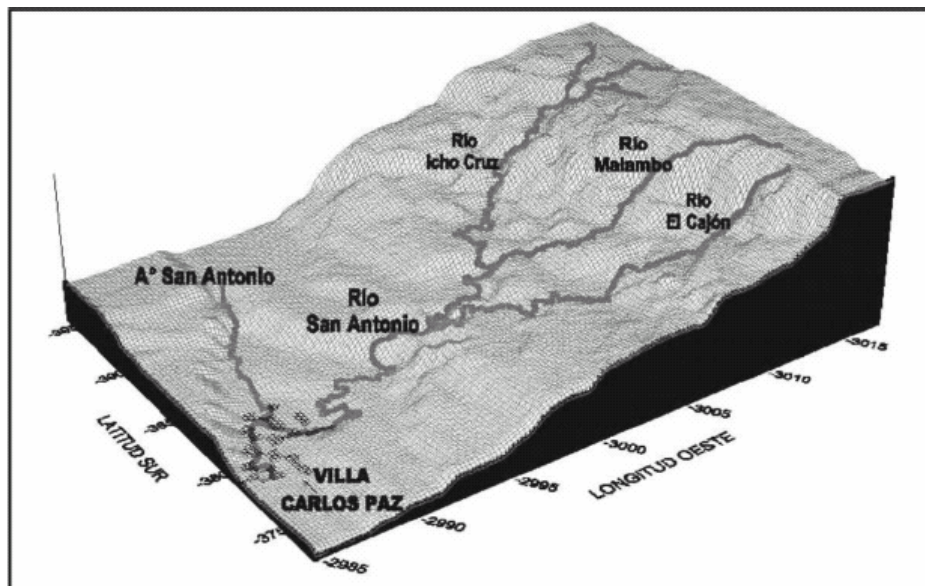 Río
Icho Cruz
Río
Malambo
Río
El Cajón
Aº San Antonio
Río
San Antonio
VILLA
CARLOS PAZ
LATITUD SUR
LONGITUD OESTE
-3015
-3010
-3005
-3000
-2995
-2990
-2985